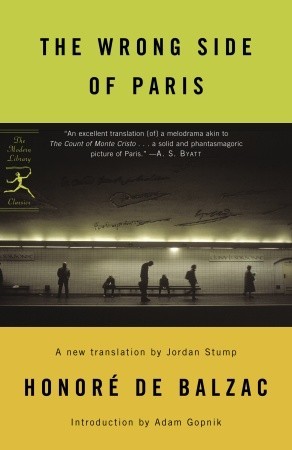 THE WRONG SIDE
OF PARIS
The
Modern
Library
Classics
"An excellent translation [of] a melodrama akin to
The Count of Monte Cristo . . . a solid and phantasmagoric
picture of Paris." —A. S. BYATT
A new translation by Jordan Stump
HONORÉ DE BALZAC
Introduction by Adam Gopnik